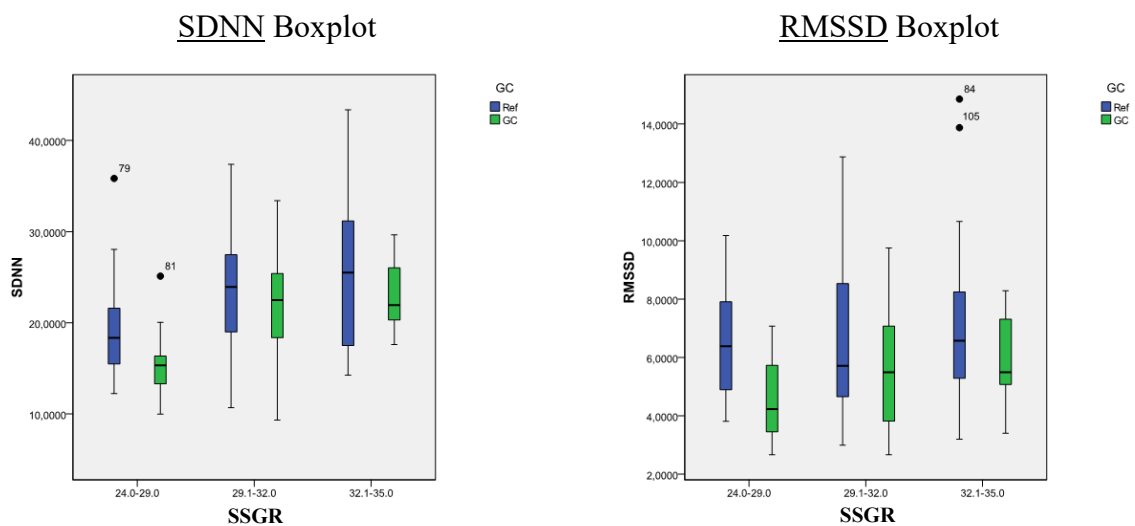 SDNN Boxplot
GC
Ref
GC
SDNN
40,0000
30,0000
20,0000
10,0000
79
81
24.0-29.0
29.1-32.0
32.1-35.0
SSGR
RMSSD Boxplot
GC
Ref
GC
RMSSD
14,0000
12,0000
10,0000
8,0000
6,0000
4,0000
2,0000
84
105
24.0-29.0
29.1-32.0
32.1-35.0
SSGR